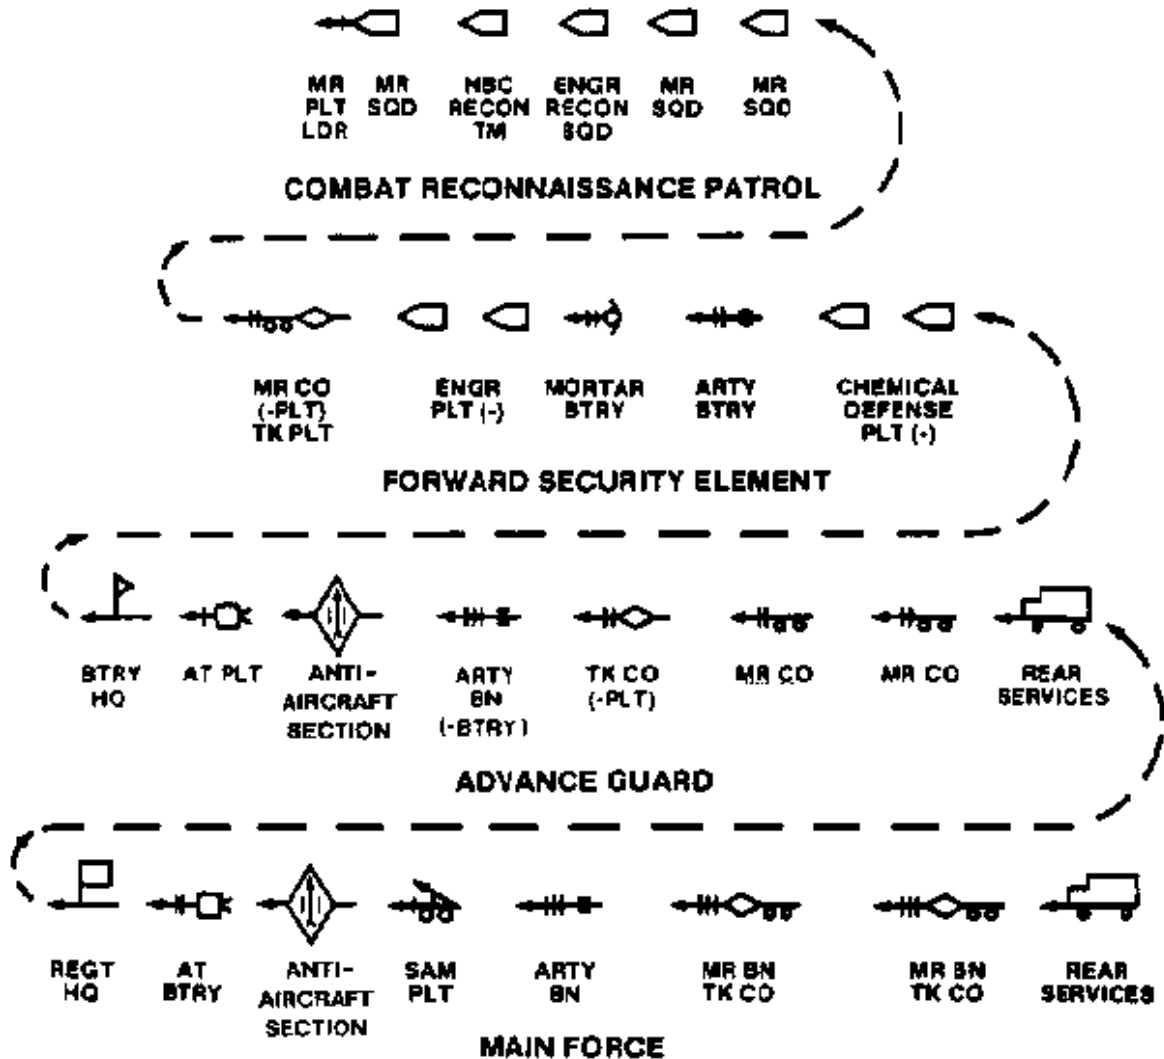 MR PLT LDR
MR SQD
NBC RECON TM
ENGR RECON SQD
MR SQD
MR SQD
COMBAT RECONNAISSANCE PATROL
MR CO (-PLT) TK PLT
ENGR PLT (-)
MORTAR BTRY
ARTY BTRY
CHEMICAL DEFENSE PLT (-)
FORWARD SECURITY ELEMENT
BTRY HQ
AT PLT
ANTI-AIRCRAFT SECTION
ARTY BN (-BTRY)
TK CO (-PLT)
MR CO
MR CO
REAR SERVICES
ADVANCE GUARD
REGT HQ
AT BTRY
ANTI-AIRCRAFT SECTION
SAM PLT
ARTY BN
MR BN TK CO
MR BN TK CO
REAR SERVICES
MAIN FORCE